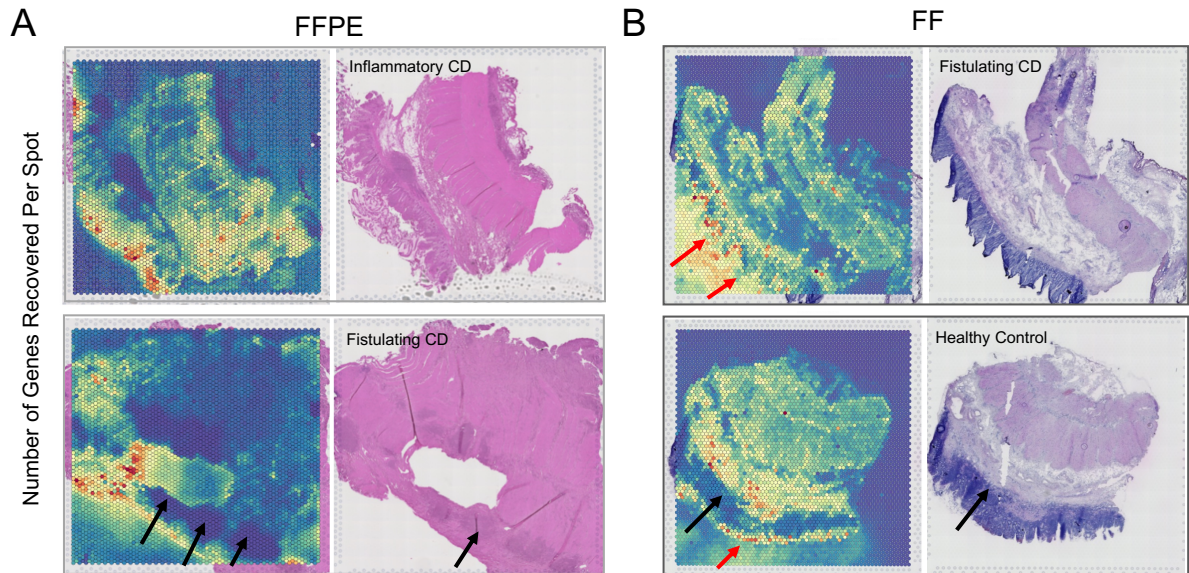 A
FFPE
B
FF
Number of Genes Recovered Per Spot
Inflammatory CD
Fistulating CD
Fistulating CD
Healthy Control